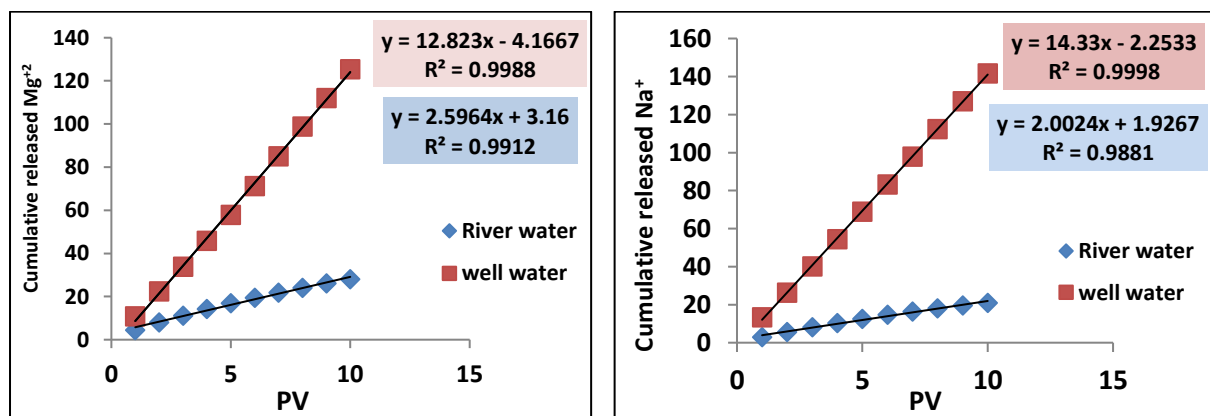 Cumulative released Mg⁺²
140
120
100
80
60
40
20
0
0 5 10 15
PV
y = 12.823x - 4.1667
R² = 0.9988
y = 2.5964x + 3.16
R² = 0.9912
River water
well water
Cumulative released Na⁺
160
140
120
100
80
60
40
20
0
0 5 10 15
PV
y = 14.33x - 2.2533
R² = 0.9998
y = 2.0024x + 1.9267
R² = 0.9881
River water
well water